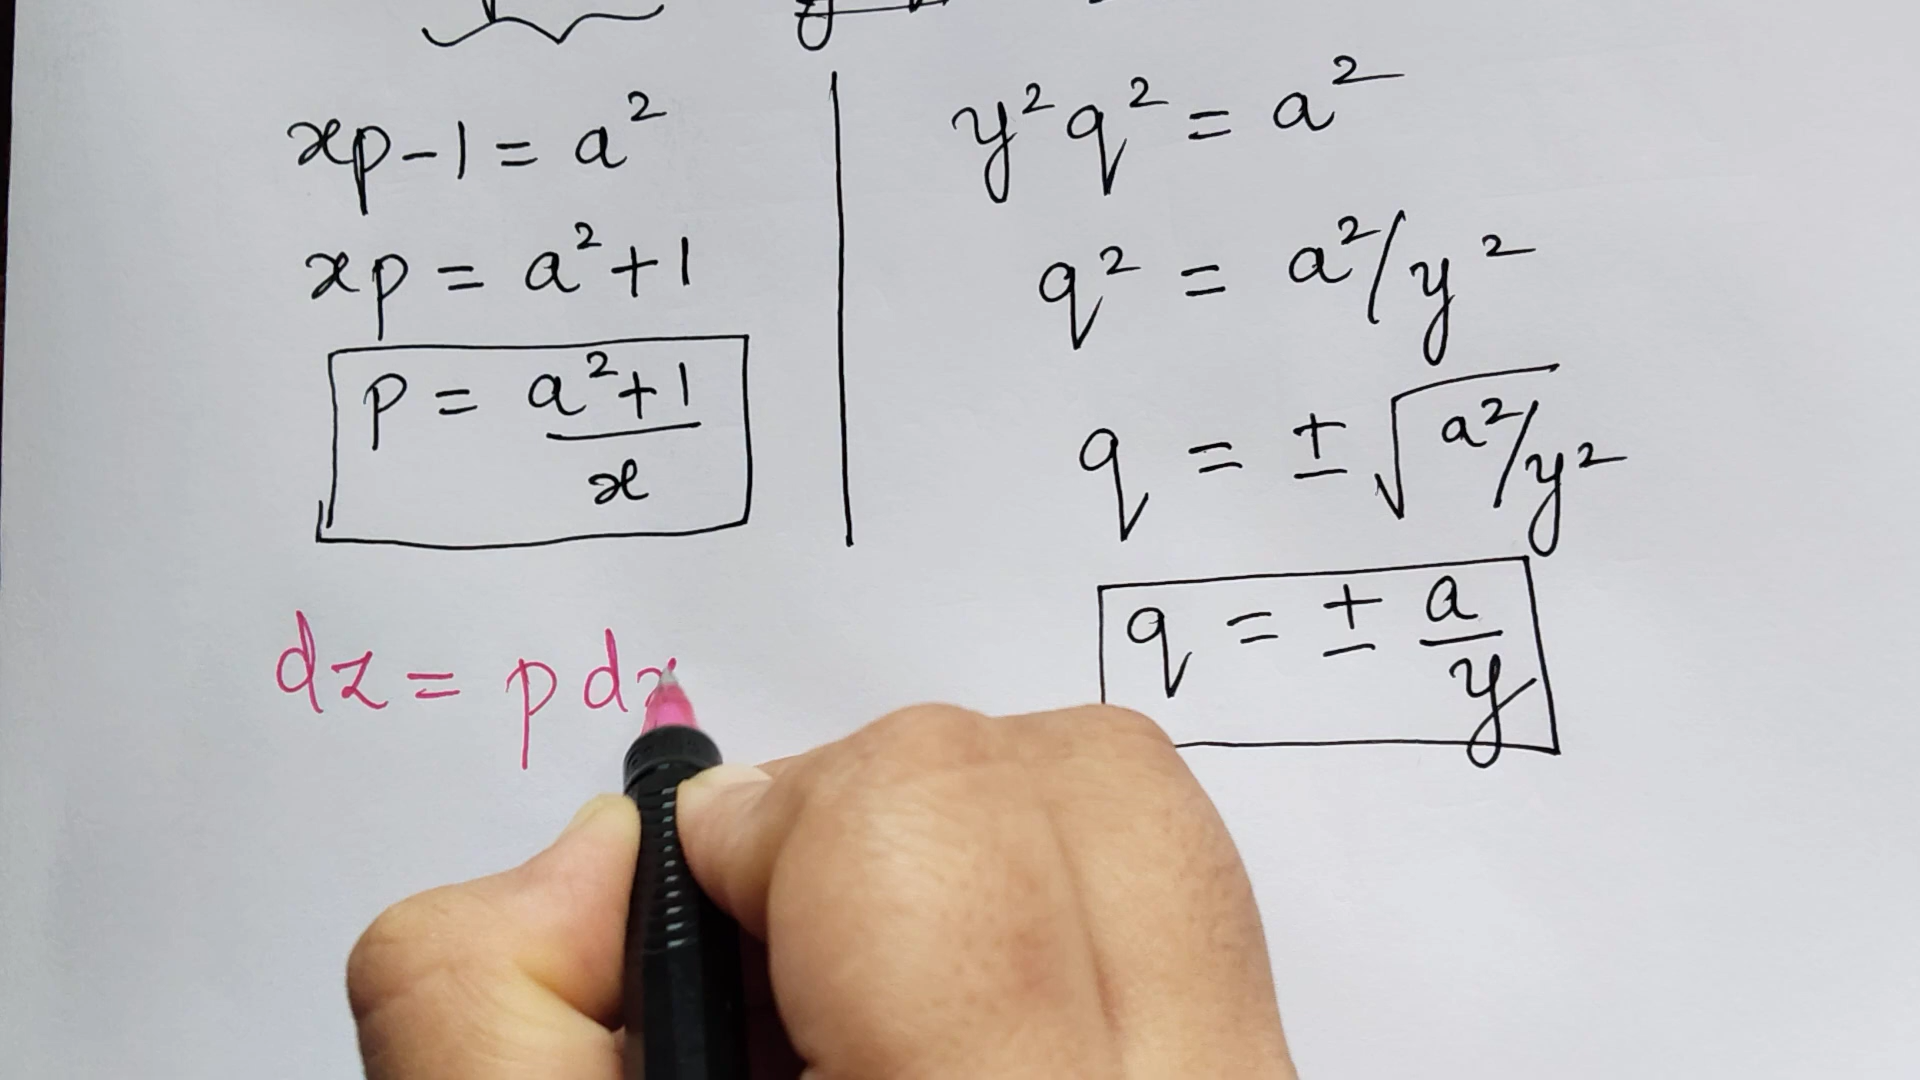 xp-1 = a²
xp = a²+1
p = a²+1 / x
y²q² = a²
q² = a²/y²
q = ±√a²/y²
q = ± a/y
dz = p dx